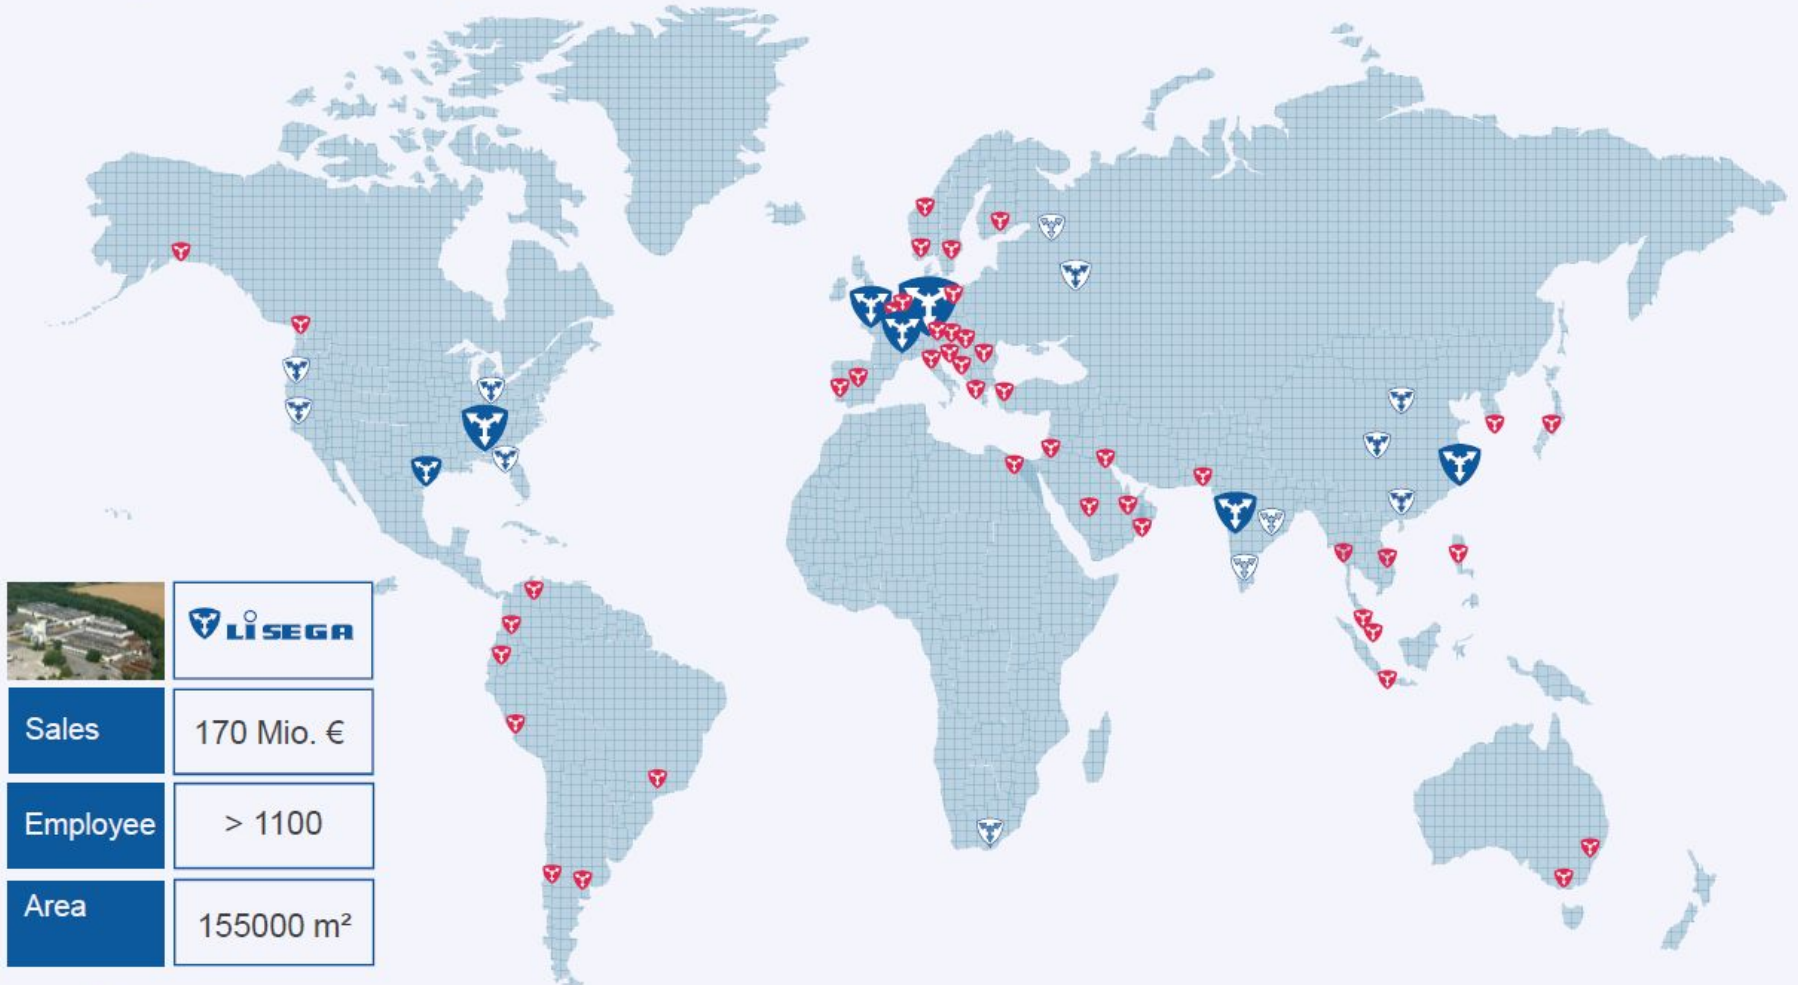 LISEGA
Sales
170 Mio. €
Employee
> 1100
Area
155000 m²